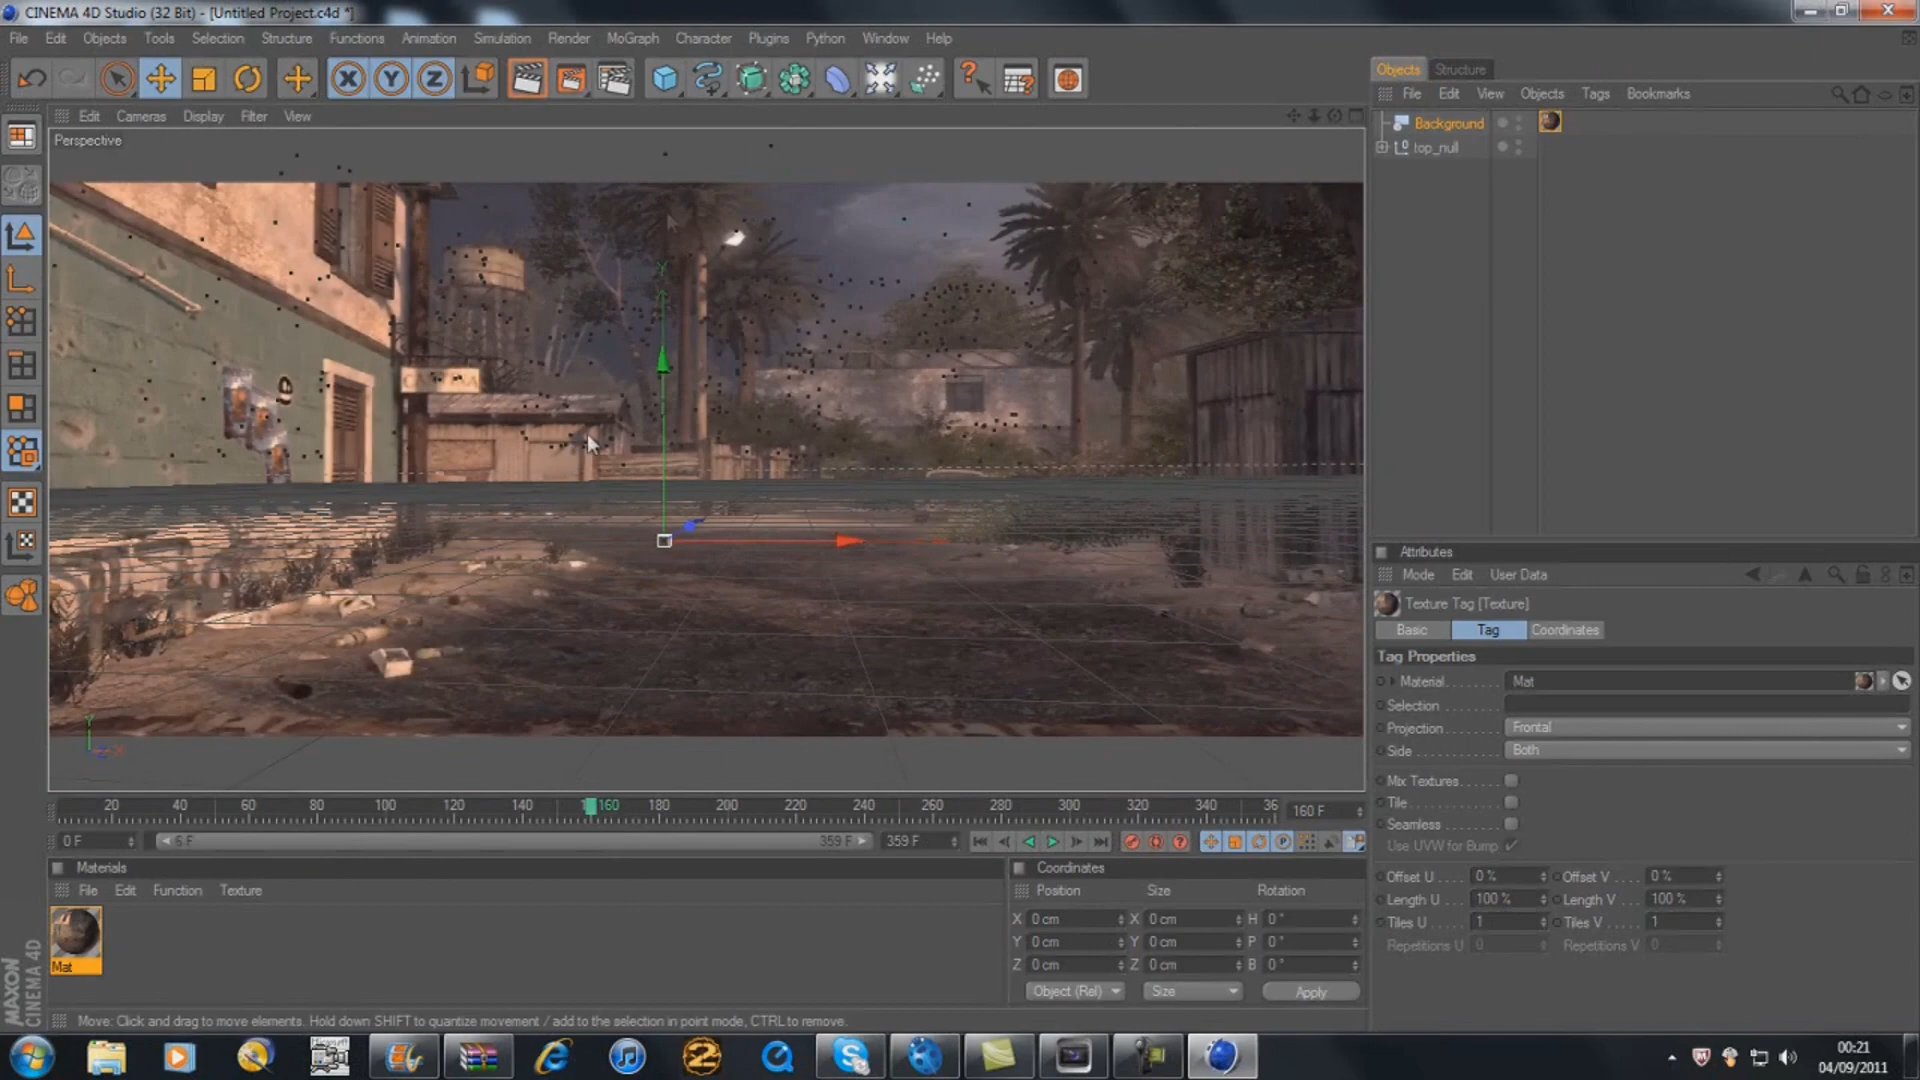 CINEMA 4D Studio (32 Bit) - [Untitled Project.c4d *]
File Edit Objects Tools Selection Structure Functions Animation Simulation Render MoGraph Character Plugins Python Window Help
X Y Z
Objects Structure
File Edit View Objects Tags Bookmarks
Edit Cameras Display Filter View
Background
Perspective
top_null
Attributes
Mode Edit User Data
Texture Tag [Texture]
Basic Tag Coordinates
Tag Properties
Material Mat
Selection
Projection Frontal
Side Both
Mix Textures
Tile
Seamless
Use UVW for Bump
Offset U 0 % Offset V 0 %
Length U 100 % Length V 100 %
Tiles U 1 Tiles V 1
Repetitions U 0 Repetitions V 0
20 40 60 80 100 120 140 160 180 200 220 240 260 280 300 320 340 36 160 F
0 F 6 F 359 F 359 F
Materials
File Edit Function Texture
Mat
Coordinates
Position Size Rotation
X 0 cm X 0 cm H 0 °
Y 0 cm Y 0 cm P 0 °
Z 0 cm Z 0 cm B 0 °
Object (Rel) Size Apply
MAXON
CINEMA 4D
Move: Click and drag to move elements. Hold down SHIFT to quantize movement / add to the selection in point mode, CTRL to remove.
00:21
04/09/2011